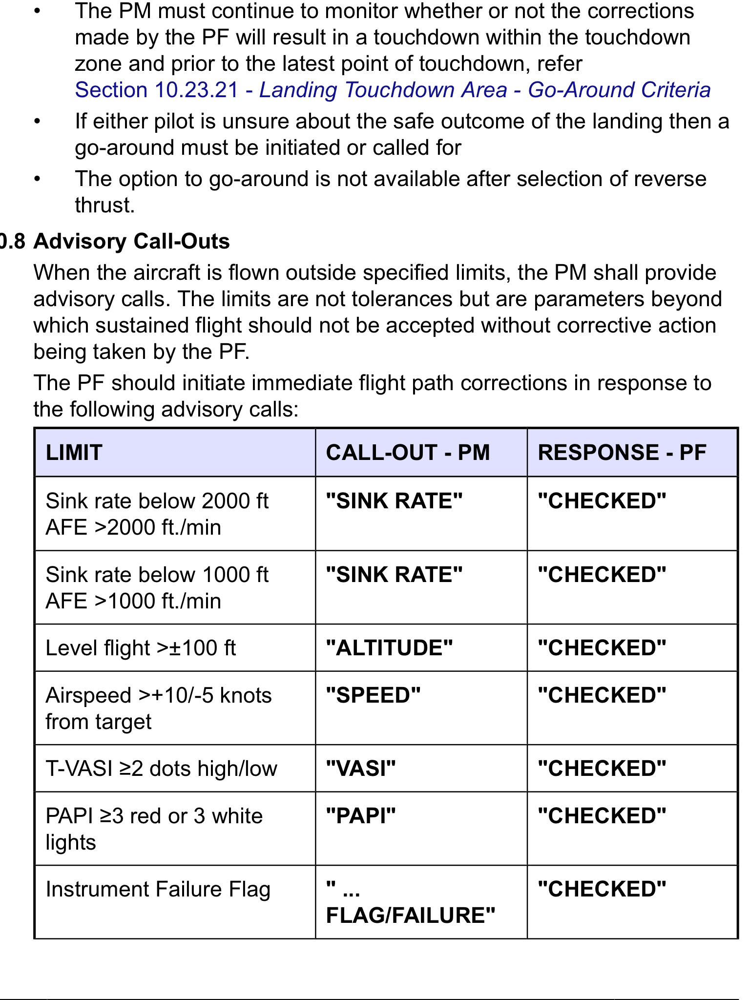 • The PM must continue to monitor whether or not the corrections
made by the PF will result in a touchdown within the touchdown
zone and prior to the latest point of touchdown, refer
Section 10.23.21 - Landing Touchdown Area - Go-Around Criteria
• If either pilot is unsure about the safe outcome of the landing then a
go-around must be initiated or called for
• The option to go-around is not available after selection of reverse
thrust.
0.8 Advisory Call-Outs
When the aircraft is flown outside specified limits, the PM shall provide
advisory calls. The limits are not tolerances but are parameters beyond
which sustained flight should not be accepted without corrective action
being taken by the PF.
The PF should initiate immediate flight path corrections in response to
the following advisory calls:
LIMIT CALL-OUT - PM RESPONSE - PF
Sink rate below 2000 ft "SINK RATE" "CHECKED"
AFE >2000 ft./min
Sink rate below 1000 ft "SINK RATE" "CHECKED"
AFE >1000 ft./min
Level flight >±100 ft "ALTITUDE" "CHECKED"
Airspeed >+10/-5 knots "SPEED" "CHECKED"
from target
T-VASI ≥2 dots high/low "VASI" "CHECKED"
PAPI ≥3 red or 3 white "PAPI" "CHECKED"
lights
Instrument Failure Flag " ... "CHECKED"
FLAG/FAILURE"